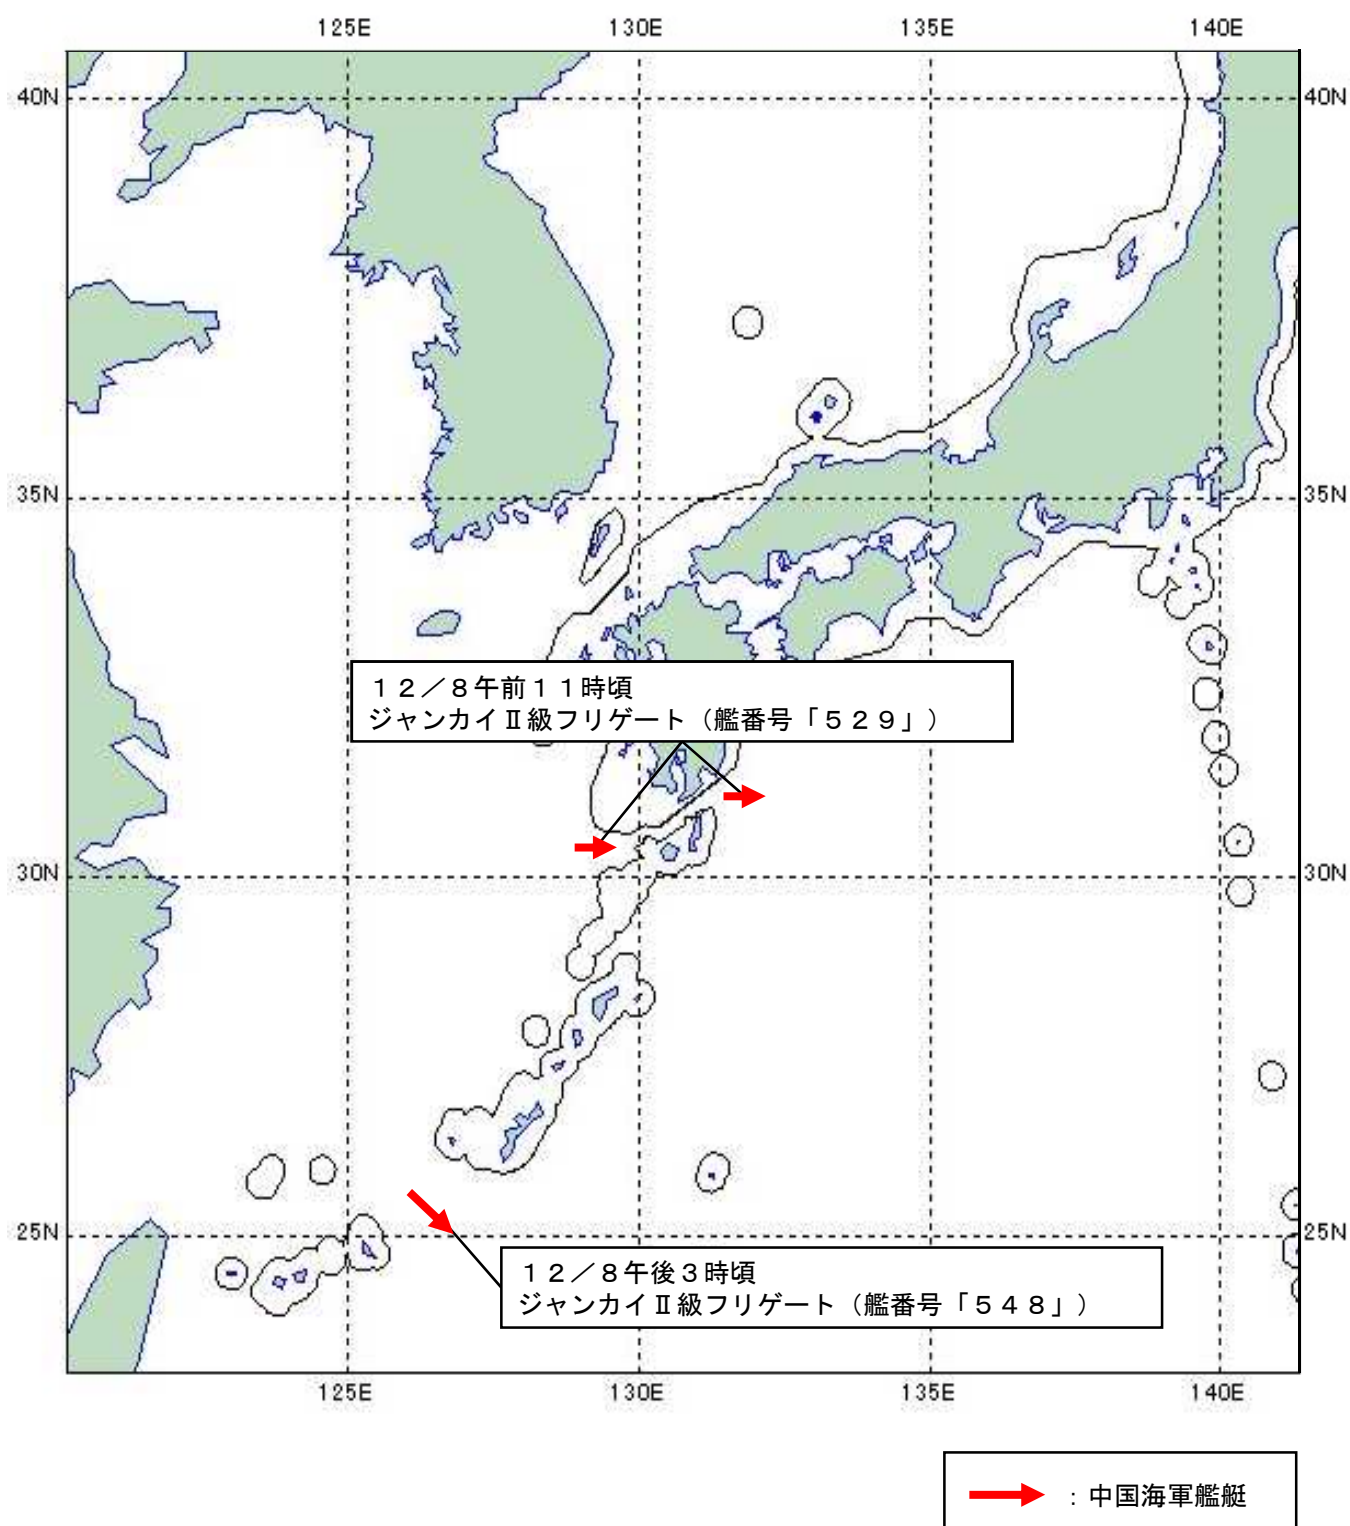 125E 130E 135E 140E
40N 40N
35N 35N
１２／８午前１１時頃
ジャンカイⅡ級フリゲート（艦番号「５２９」）
30N 30N
25N 25N
１２／８午後３時頃
ジャンカイⅡ級フリゲート（艦番号「５４８」）
125E 130E 135E 140E
：中国海軍艦艇